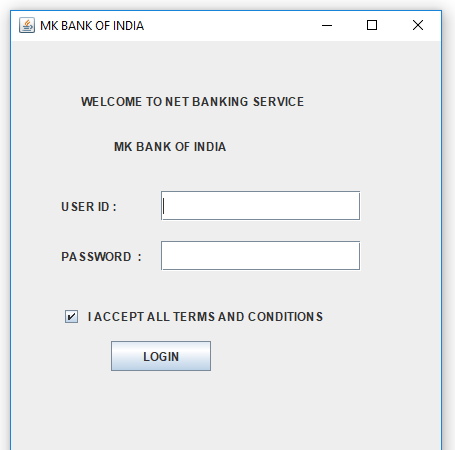 MK BANK OF INDIA
WELCOME TO NET BANKING SERVICE
MK BANK OF INDIA
USER ID :
PASSWORD :
I ACCEPT ALL TERMS AND CONDITIONS
LOGIN